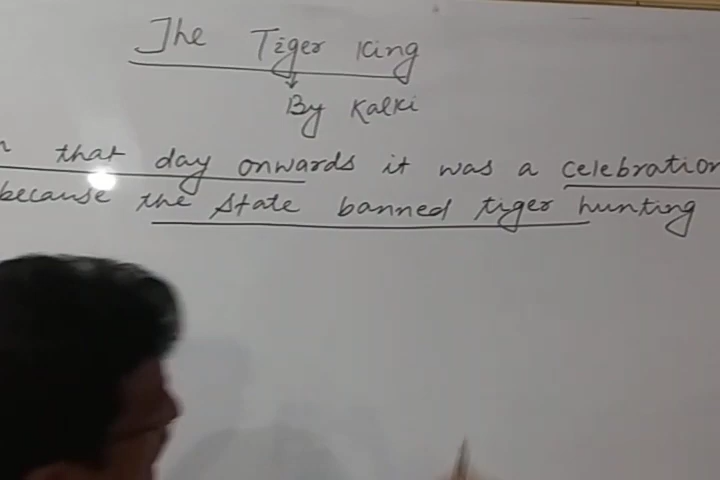 The Tiger King
By Kalki
that day onwards it was a celebration
because the state banned tiger hunting